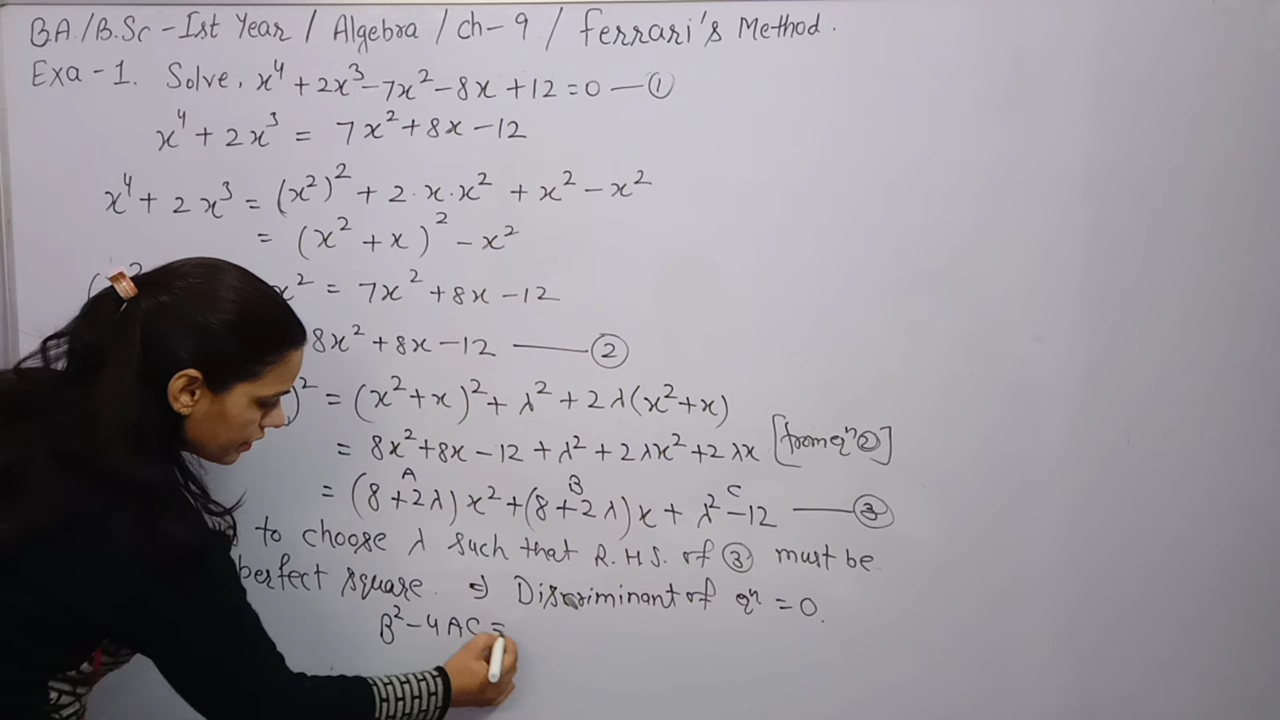 BA/B.Sc-Ist Year / Algebra / ch-9 / Ferrari's Method.
Exa-1. Solve, x⁴ + 2x³ - 7x² - 8x + 12 = 0 — ①
x⁴ + 2x³ = 7x² + 8x - 12
x⁴ + 2x³ = (x²)² + 2·x·x² + x² - x²
= (x² + x)² - x²
x² = 7x² + 8x - 12
8x² + 8x - 12 — ②
)² = (x² + x)² + λ² + 2λ(x² + x)
= 8x² + 8x - 12 + λ² + 2λx² + 2λx [from eqⁿ②]
A B C
= (8 + 2λ)x² + (8 + 2λ)x + λ² - 12 — ③
to choose λ such that R.H.S. of ③ must be
perfect square. ⇒ Discriminant of = 0.
B² - 4AC =